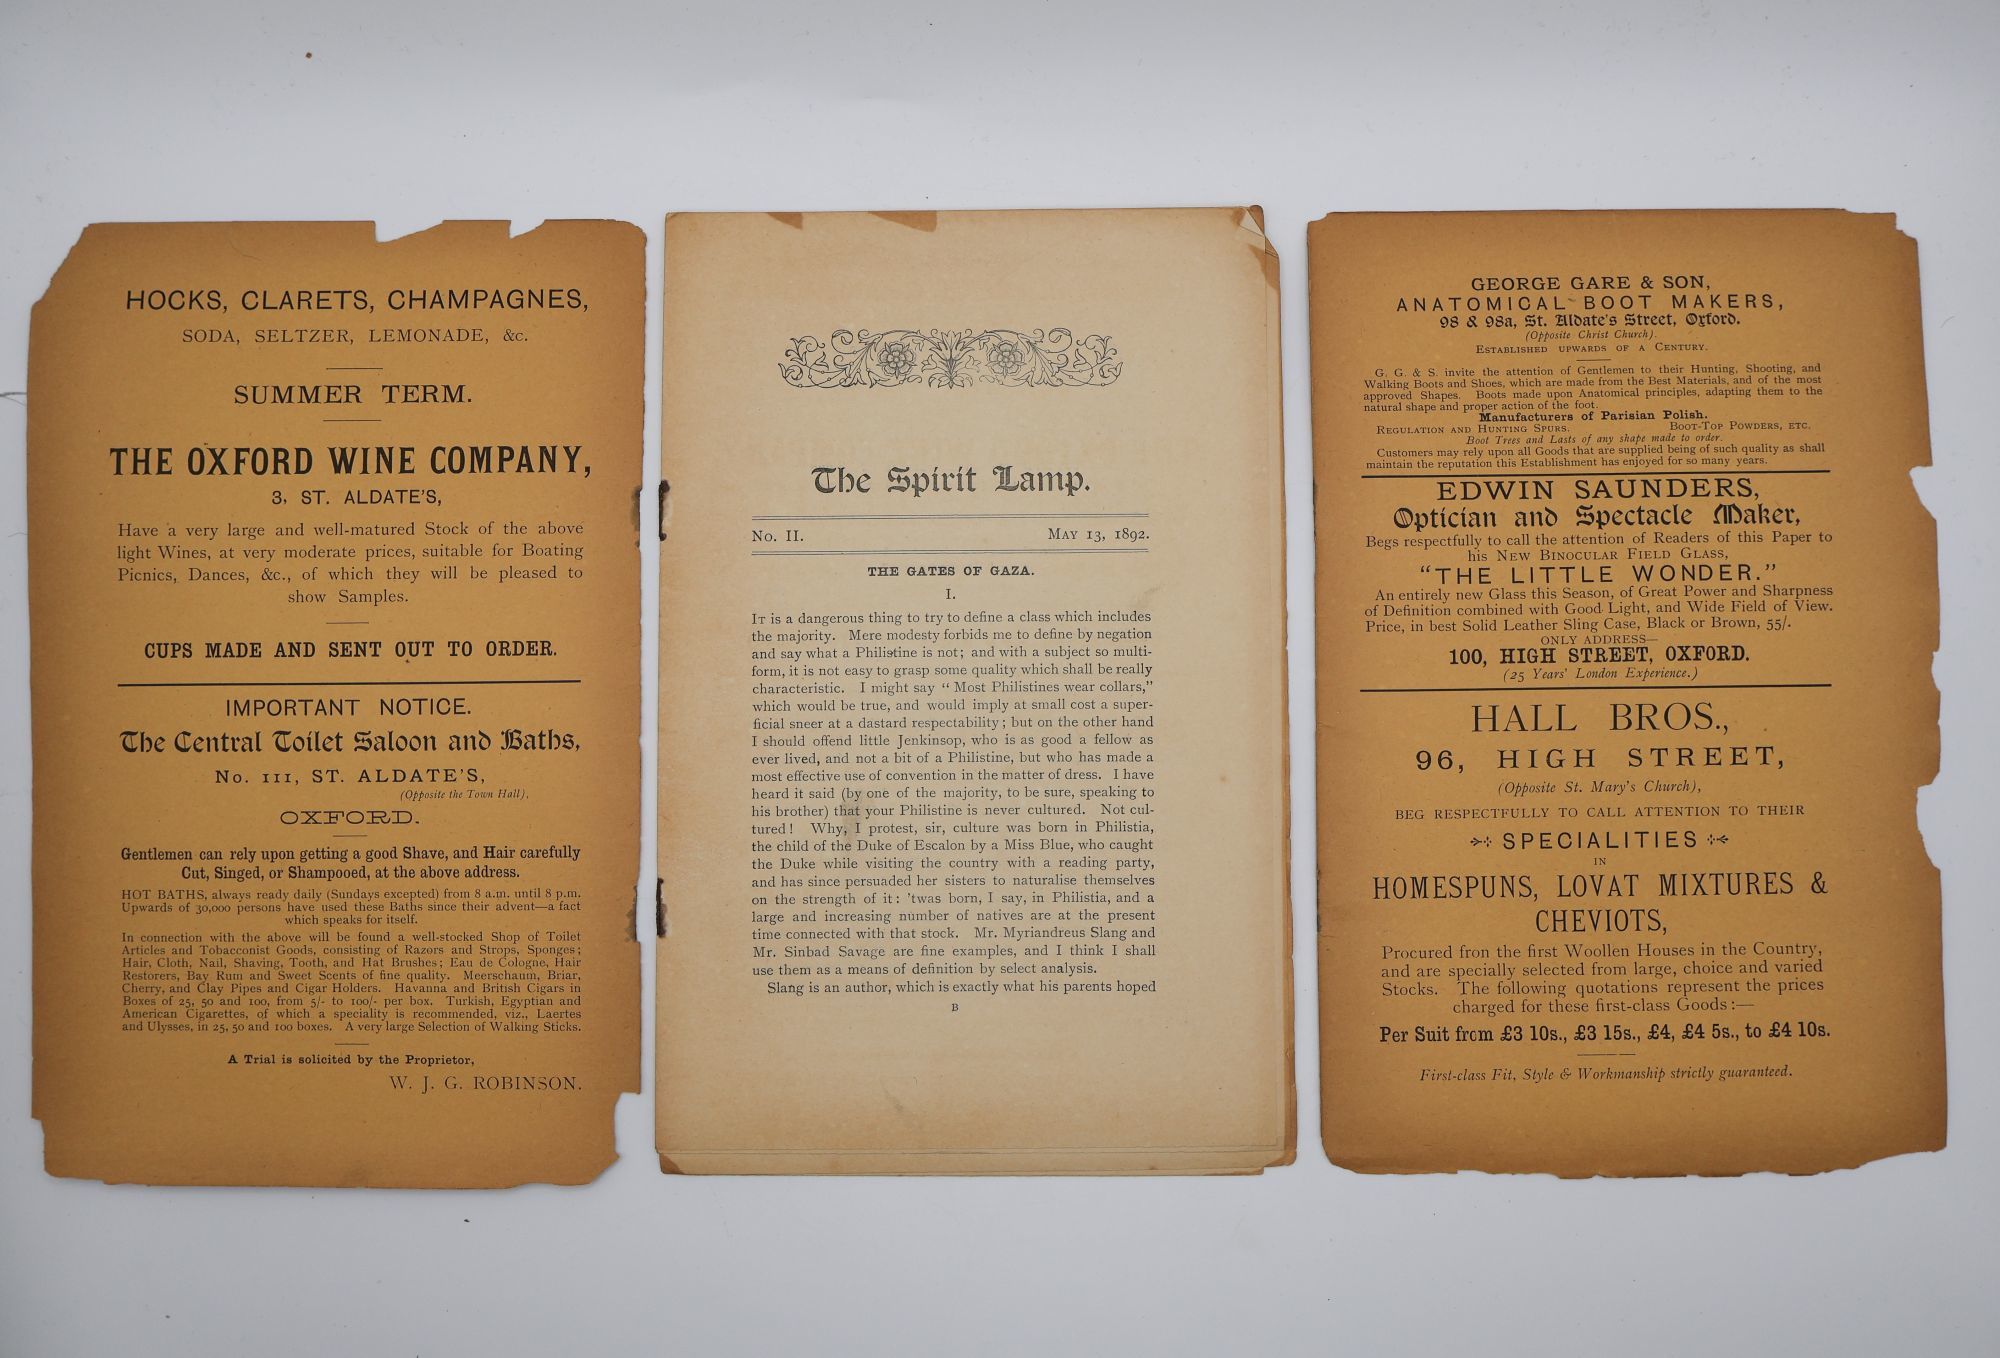 HOCKS, CLARETS, CHAMPAGNES,
SODA, SELTZER, LEMONADE, &c.
SUMMER TERM.
THE OXFORD WINE COMPANY,
3, ST. ALDATE'S,
Have a very large and well-matured Stock of the above
light Wines, at very moderate prices, suitable for Boating
Picnics, Dances, &c., of which they will be pleased to
show Samples.
CUPS MADE AND SENT OUT TO ORDER.
IMPORTANT NOTICE.
The Central Toilet Saloon and Baths,
No. 111, ST. ALDATE'S,
(Opposite the Town Hall),
OXFORD.
Gentlemen can rely upon getting a good Shave, and Hair carefully
Cut, Singed, or Shampooed, at the above address.
HOT BATHS, always ready daily (Sundays excepted) from 8 a.m. until 8 p.m.
Upwards of 30,000 persons have used these Baths since their advent—a fact
which speaks for itself.
In connection with the above will be found a well-stocked Shop of Toilet
Articles and Tobacconist Goods, consisting of Razors and Strops, Sponges;
Hair, Cloth, Nail, Shaving, Tooth, and Hat Brushes; Eau de Cologne, Hair
Restorers, Bay Rum and Sweet Scents of fine quality. Meerschaum, Briar,
Cherry, and Clay Pipes and Cigar Holders. Havanna and British Cigars in
Boxes of 25, 50 and 100, from 5/- to 100/- per box. Turkish, Egyptian and
American Cigarettes, of which a speciality is recommended, viz., Laertes
and Ulysses, in 25, 50 and 100 boxes. A very large Selection of Walking Sticks.
A Trial is solicited by the Proprietor,
W. J. G. ROBINSON.
The Spirit Lamp.
No. II. MAY 13, 1892.
THE GATES OF GAZA.
I.
IT is a dangerous thing to try to define a class which includes
the majority. Mere modesty forbids me to define by negation
and say what a Philistine is not; and with a subject so multi-
form, it is not easy to grasp some quality which shall be really
characteristic. I might say "Most Philistines wear collars,"
which would be true, and would imply at small cost a super-
ficial sneer at a dastard respectability; but on the other hand
I should offend little Jenkinsop, who is as good a fellow as
ever lived, and not a bit of a Philistine, but who has made a
most effective use of convention in the matter of dress. I have
heard it said (by one of the majority, to be sure, speaking to
his brother) that your Philistine is never cultured. Not cul-
tured! Why, I protest, sir, culture was born in Philistia,
the child of the Duke of Escalon by a Miss Blue, who caught
the Duke while visiting the country with a reading party,
and has since persuaded her sisters to naturalise themselves
on the strength of it: 'twas born, I say, in Philistia, and a
large and increasing number of natives are at the present
time connected with that stock. Mr. Myriandreus Slang and
Mr. Sinbad Savage are fine examples, and I think I shall
use them as a means of definition by select analysis.
Slang is an author, which is exactly what his parents hoped
B
GEORGE GARE & SON,
ANATOMICAL BOOT MAKERS,
98 & 98a, St. Aldate's Street, Oxford.
(Opposite Christ Church).
ESTABLISHED UPWARDS OF A CENTURY.
G. G. & S. invite the attention of Gentlemen to their Hunting, Shooting, and
Walking Boots and Shoes, which are made from the Best Materials, and of the most
approved Shapes. Boots made upon Anatomical principles, adapting them to the
natural shape and proper action of the foot.
Manufacturers of Parisian Polish.
REGULATION AND HUNTING SPURS. BOOT-TOP POWDERS, ETC.
Boot Trees and Lasts of any shape made to order.
Customers may rely upon all Goods that are supplied being of such quality as shall
maintain the reputation this Establishment has enjoyed for so many years.
EDWIN SAUNDERS,
Optician and Spectacle Maker,
Begs respectfully to call the attention of Readers of this Paper to
his NEW BINOCULAR FIELD GLASS,
"THE LITTLE WONDER."
An entirely new Glass this Season, of Great Power and Sharpness
of Definition combined with Good Light, and Wide Field of View.
Price, in best Solid Leather Sling Case, Black or Brown, 55/.
ONLY ADDRESS—
100, HIGH STREET, OXFORD.
(25 Years' London Experience.)
HALL BROS.,
96, HIGH STREET,
(Opposite St. Mary's Church),
BEG RESPECTFULLY TO CALL ATTENTION TO THEIR
SPECIALITIES
IN
HOMESPUNS, LOVAT MIXTURES &
CHEVIOTS,
Procured fron the first Woollen Houses in the Country,
and are specially selected from large, choice and varied
Stocks. The following quotations represent the prices
charged for these first-class Goods:—
Per Suit from £3 10s., £3 15s., £4, £4 5s., to £4 10s.
First-class Fit, Style & Workmanship strictly guaranteed.